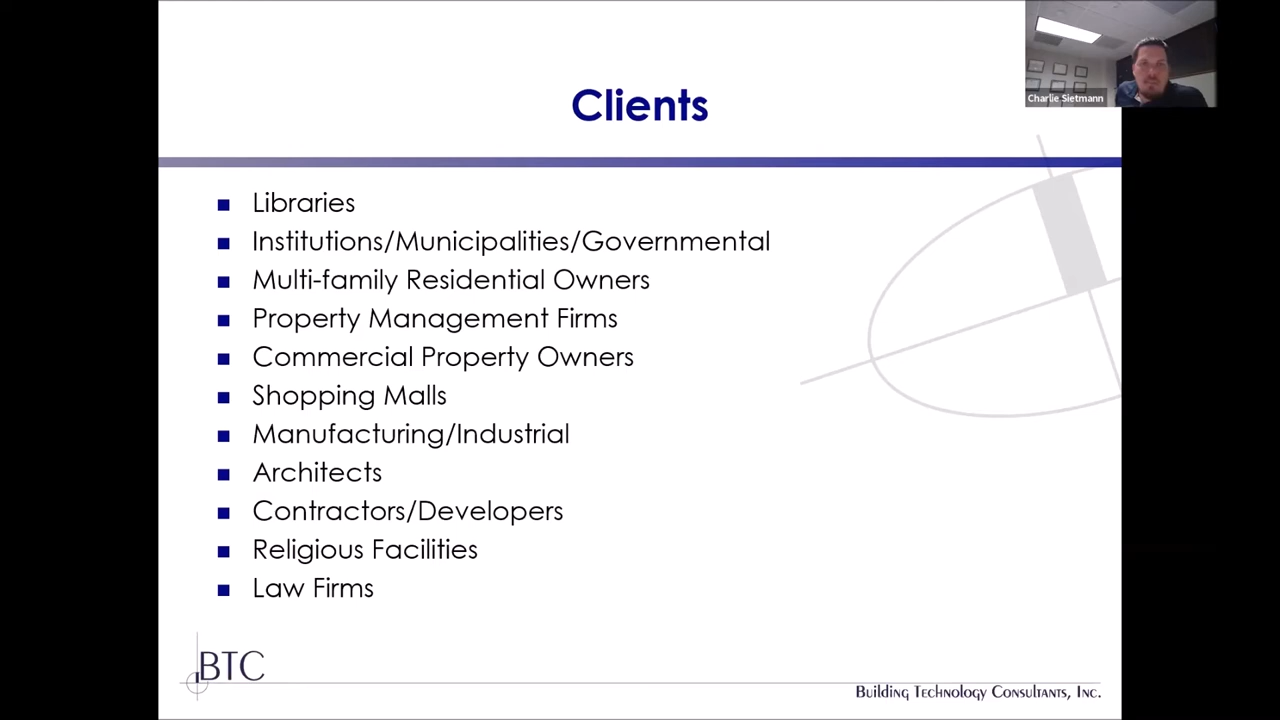 Charlie Sietmann
Clients
Libraries
Institutions/Municipalities/Governmental
Multi-family Residential Owners
Property Management Firms
Commercial Property Owners
Shopping Malls
Manufacturing/Industrial
Architects
Contractors/Developers
Religious Facilities
Law Firms
BTC
Building Technology Consultants, Inc.